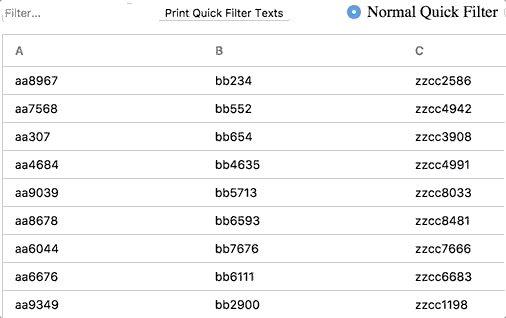 Filter... Print Quick Filter Texts Normal Quick Filter
A B C
aa8967 bb234 zzcc2586
aa7568 bb552 zzcc4942
aa307 bb654 zzcc3908
aa4684 bb4635 zzcc4991
aa9039 bb5713 zzcc8033
aa8678 bb6593 zzcc8481
aa6044 bb7676 zzcc7666
aa6676 bb6111 zzcc6683
aa9349 bb2900 zzcc1198